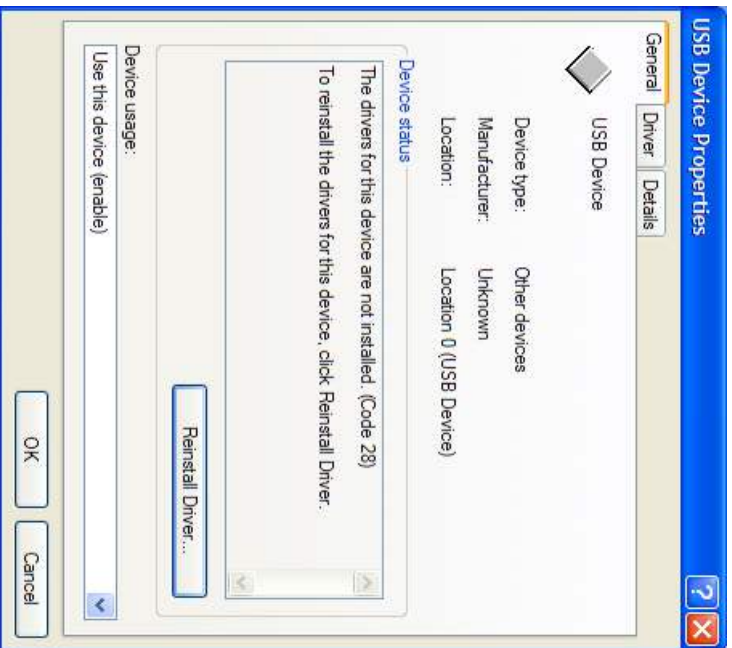 USB Device Properties
General Driver Details
USB Device
Device type: Other devices
Manufacturer: Unknown
Location: Location 0 (USB Device)
Device status
The drivers for this device are not installed. (Code 28)
To reinstall the drivers for this device, click Reinstall Driver.
Reinstall Driver...
Device usage:
Use this device (enable)
OK Cancel